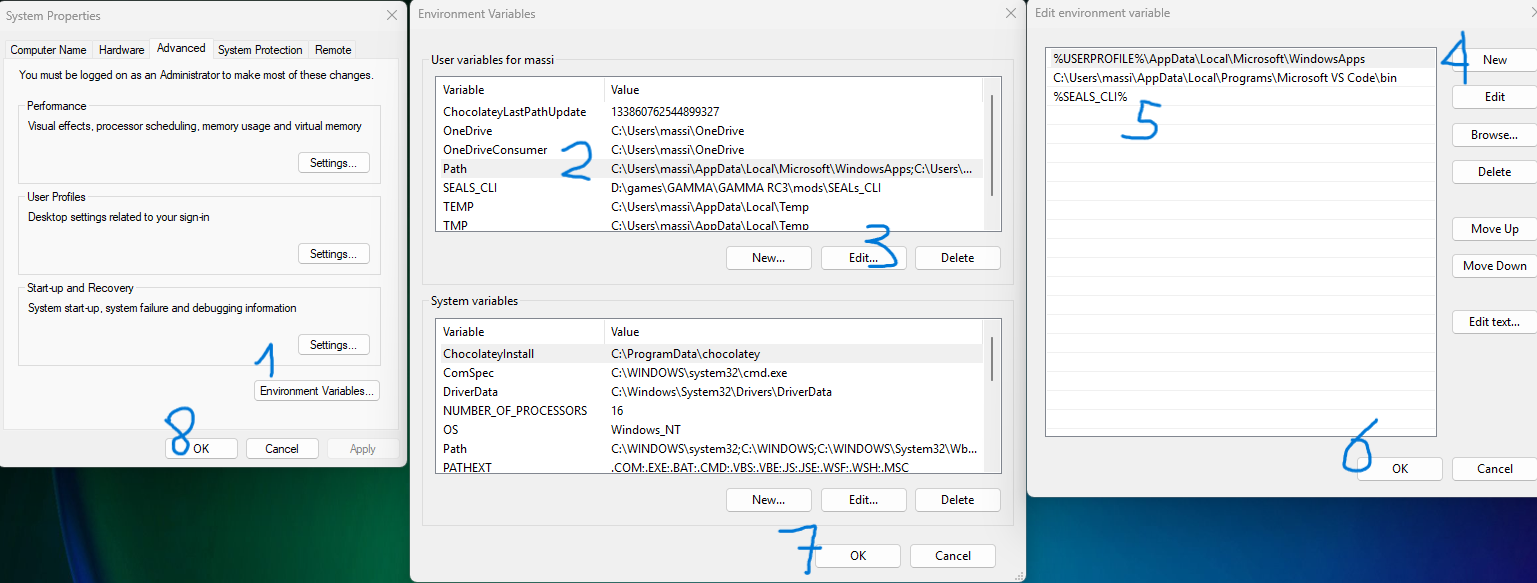 System Properties
Computer Name Hardware Advanced System Protection Remote
You must be logged on as an Administrator to make most of these changes.
Performance
Visual effects, processor scheduling, memory usage and virtual memory
Settings...
User Profiles
Desktop settings related to your sign-in
Settings...
Start-up and Recovery
System start-up, system failure and debugging information
Settings...
1
Environment Variables...
8
OK Cancel Apply
Environment Variables
User variables for massi
Variable Value
ChocolateyLastPathUpdate 133860762544899327
OneDrive C:\Users\massi\OneDrive
OneDriveConsumer C:\Users\massi\OneDrive
2
Path C:\Users\massi\AppData\Local\Microsoft\WindowsApps;C:\Users\...
SEALS_CLI D:\games\GAMMA\GAMMA RC3\mods\SEALs_CLI
TEMP C:\Users\massi\AppData\Local\Temp
TMP C:\Users\massi\AppData\Local\Temp
3
New... Edit... Delete
System variables
Variable Value
ChocolateyInstall C:\ProgramData\chocolatey
ComSpec C:\WINDOWS\system32\cmd.exe
DriverData C:\Windows\System32\Drivers\DriverData
NUMBER_OF_PROCESSORS 16
OS Windows_NT
Path C:\WINDOWS\system32;C:\WINDOWS;C:\WINDOWS\System32\Wb...
PATHEXT .COM;.EXE;.BAT;.CMD;.VBS;.VBE;.JS;.JSE;.WSF;.WSH;.MSC
New... Edit... Delete
7
OK Cancel
Edit environment variable
%USERPROFILE%\AppData\Local\Microsoft\WindowsApps
C:\Users\massi\AppData\Local\Programs\Microsoft VS Code\bin
%SEALS_CLI%
5
4
New
Edit
Browse...
Delete
Move Up
Move Down
Edit text...
6
OK Cancel